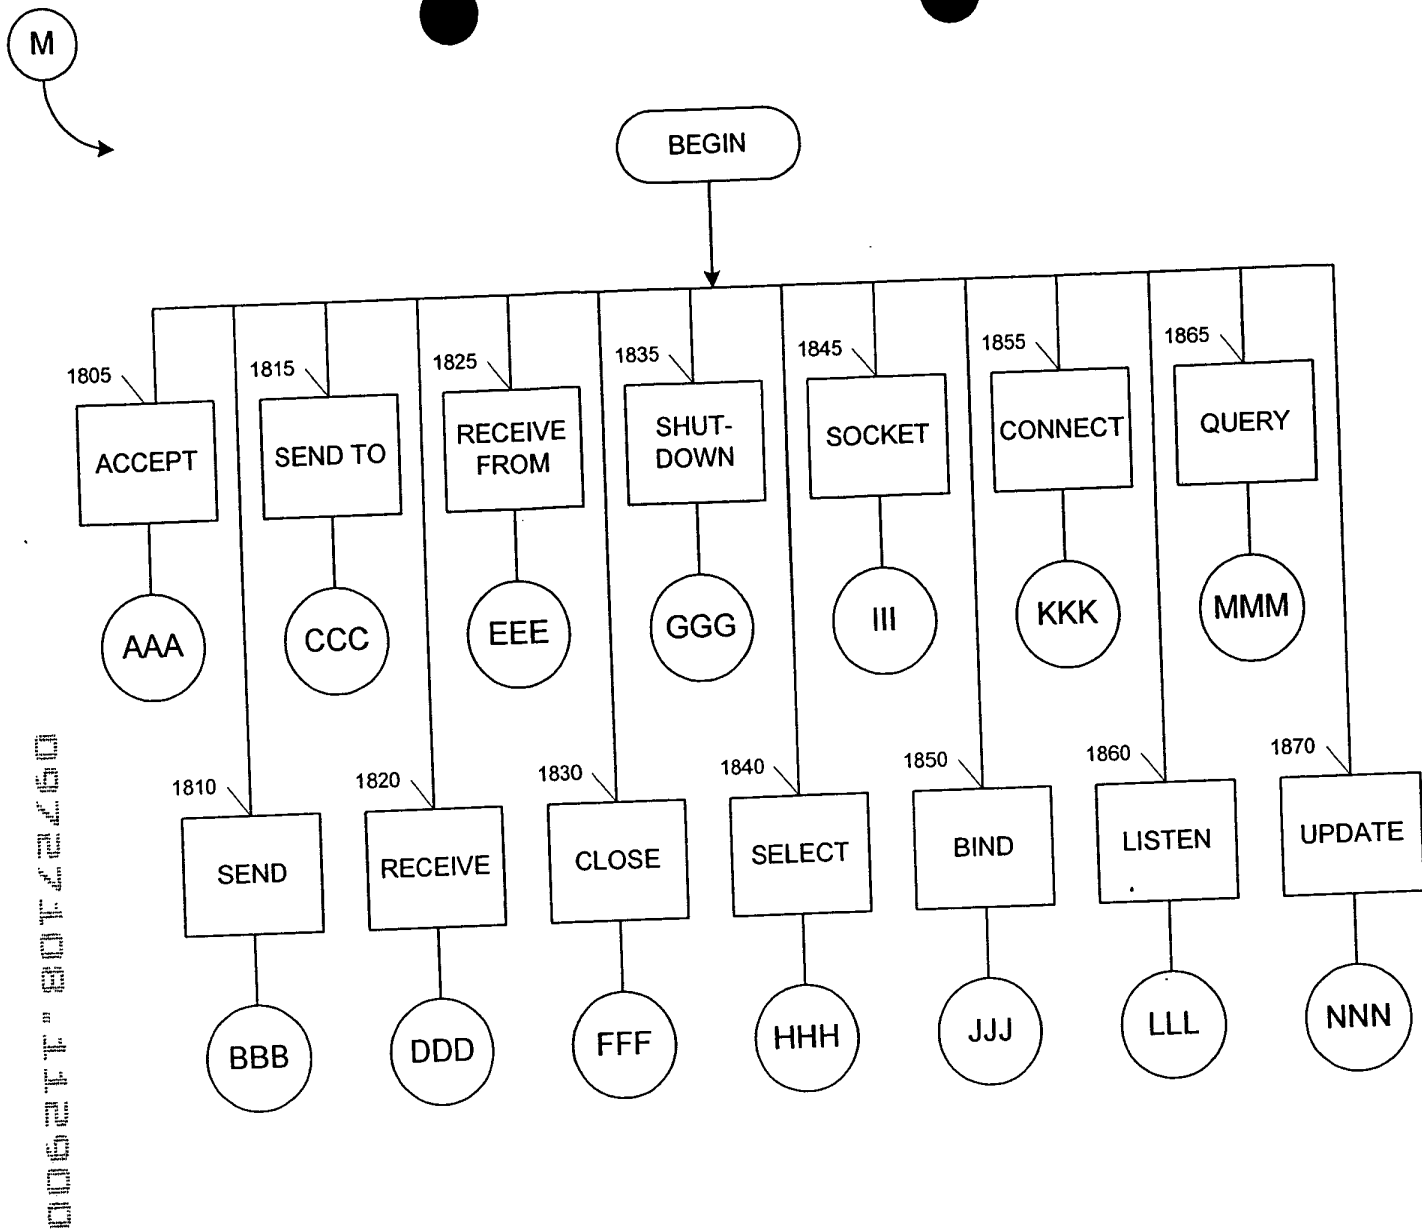 M
BEGIN
1805
1815
1825
1835
1845
1855
1865
ACCEPT
SEND TO
RECEIVE
FROM
SHUT-
DOWN
SOCKET
CONNECT
QUERY
AAA
CCC
EEE
GGG
III
KKK
MMM
1810
1820
1830
1840
1850
1860
1870
SEND
RECEIVE
CLOSE
SELECT
BIND
LISTEN
UPDATE
BBB
DDD
FFF
HHH
JJJ
LLL
NNN
09727108.112900